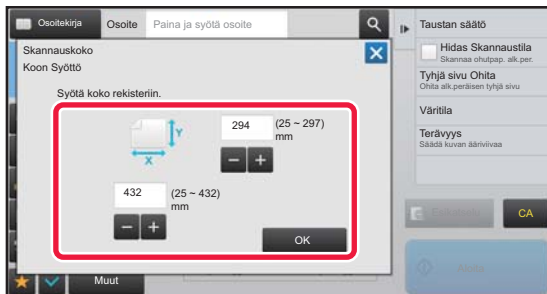 Osoitekirja
Osoite
Paina ja syötä osoite
Skannauskoko
Koon Syöttö
Syötä koko rekisteriin.
Y
X
294
(25 ~ 297)
mm
432
(25 ~ 432)
mm
OK
Muut
Taustan säätö
Hidas Skannaustila
Skannaa ohutpap. alk.per.
Tyhjä sivu Ohita
Ohita alk.peräisen tyhjä sivu
Väritila
Terävyys
Säädä kuvan ääriviivaa
Esikatselu
CA
Aloita